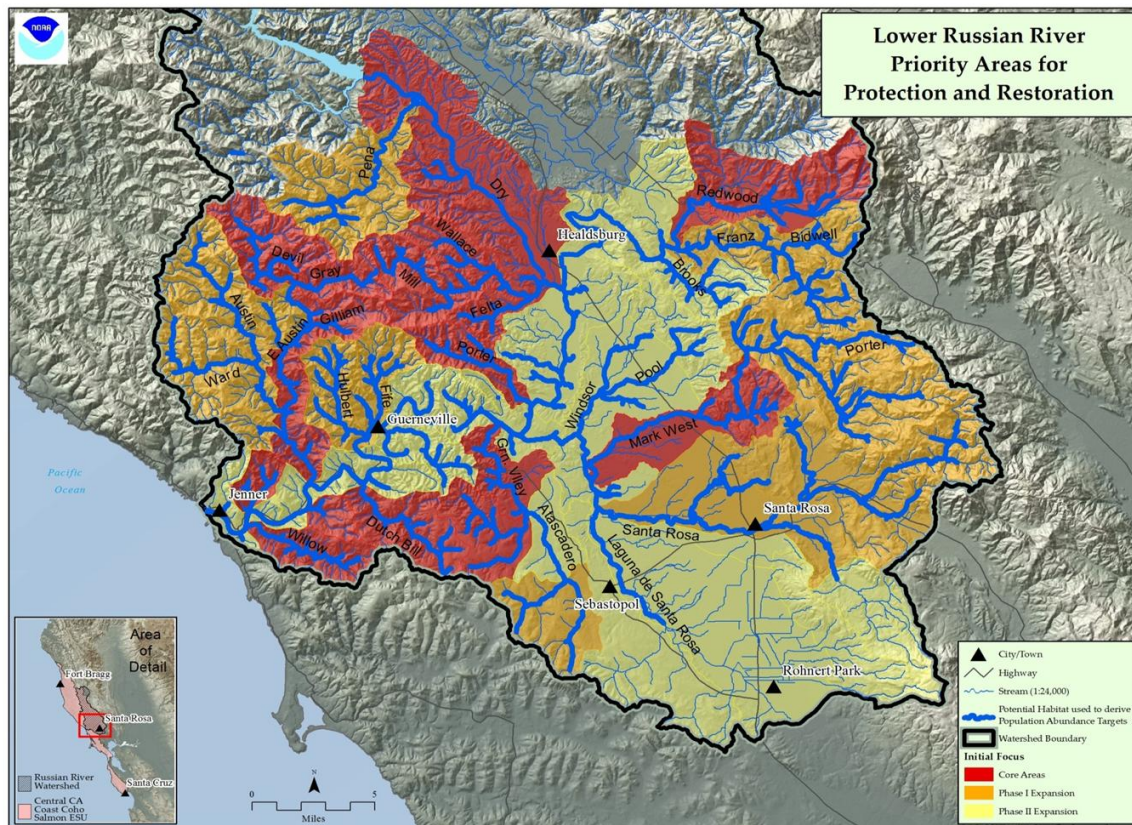 NOAA
Lower Russian River
Priority Areas for
Protection and Restoration
Pena
Dry
Redwood
Wallace
Healdsburg
Franz
Bidwell
Devil
Gray
Mill
Brooks
Austin
Gilliam
Felta
E Austin
Porter
Porter
Ward
Hulbert
Fife
Windsor
Pool
Guerneville
Mark West
Grn Vlley
Jenner
Pacific
Ocean
Willow
Dutch Bill
Atascadero
Santa Rosa
Santa Rosa
Laguna de Santa Rosa
Sebastopol
Rohnert Park
Area
of
Detail
Fort Bragg
Santa Rosa
Santa Cruz
Russian River
Watershed
Central CA
Coast Coho
Salmon ESU
N
0
5
Miles
City/Town
Highway
Stream (1:24,000)
Potential Habitat used to derive
Population Abundance Targets
Watershed Boundary
Initial Focus
Core Areas
Phase I Expansion
Phase II Expansion